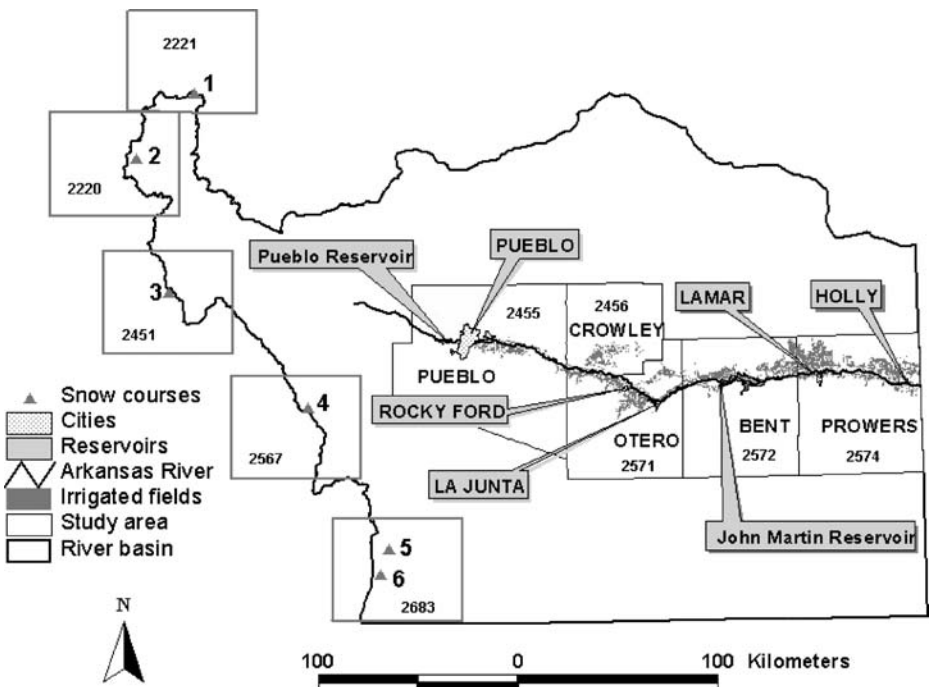 2221
1
2
2220
Pueblo Reservoir
PUEBLO
3
2451
2455
2456
CROWLEY
LAMAR
HOLLY
PUEBLO
ROCKY FORD
4
2567
OTERO
2571
BENT
2572
PROWERS
2574
LA JUNTA
John Martin Reservoir
5
6
2683
Snow courses
Cities
Reservoirs
Arkansas River
Irrigated fields
Study area
River basin
N
100 0 100 Kilometers